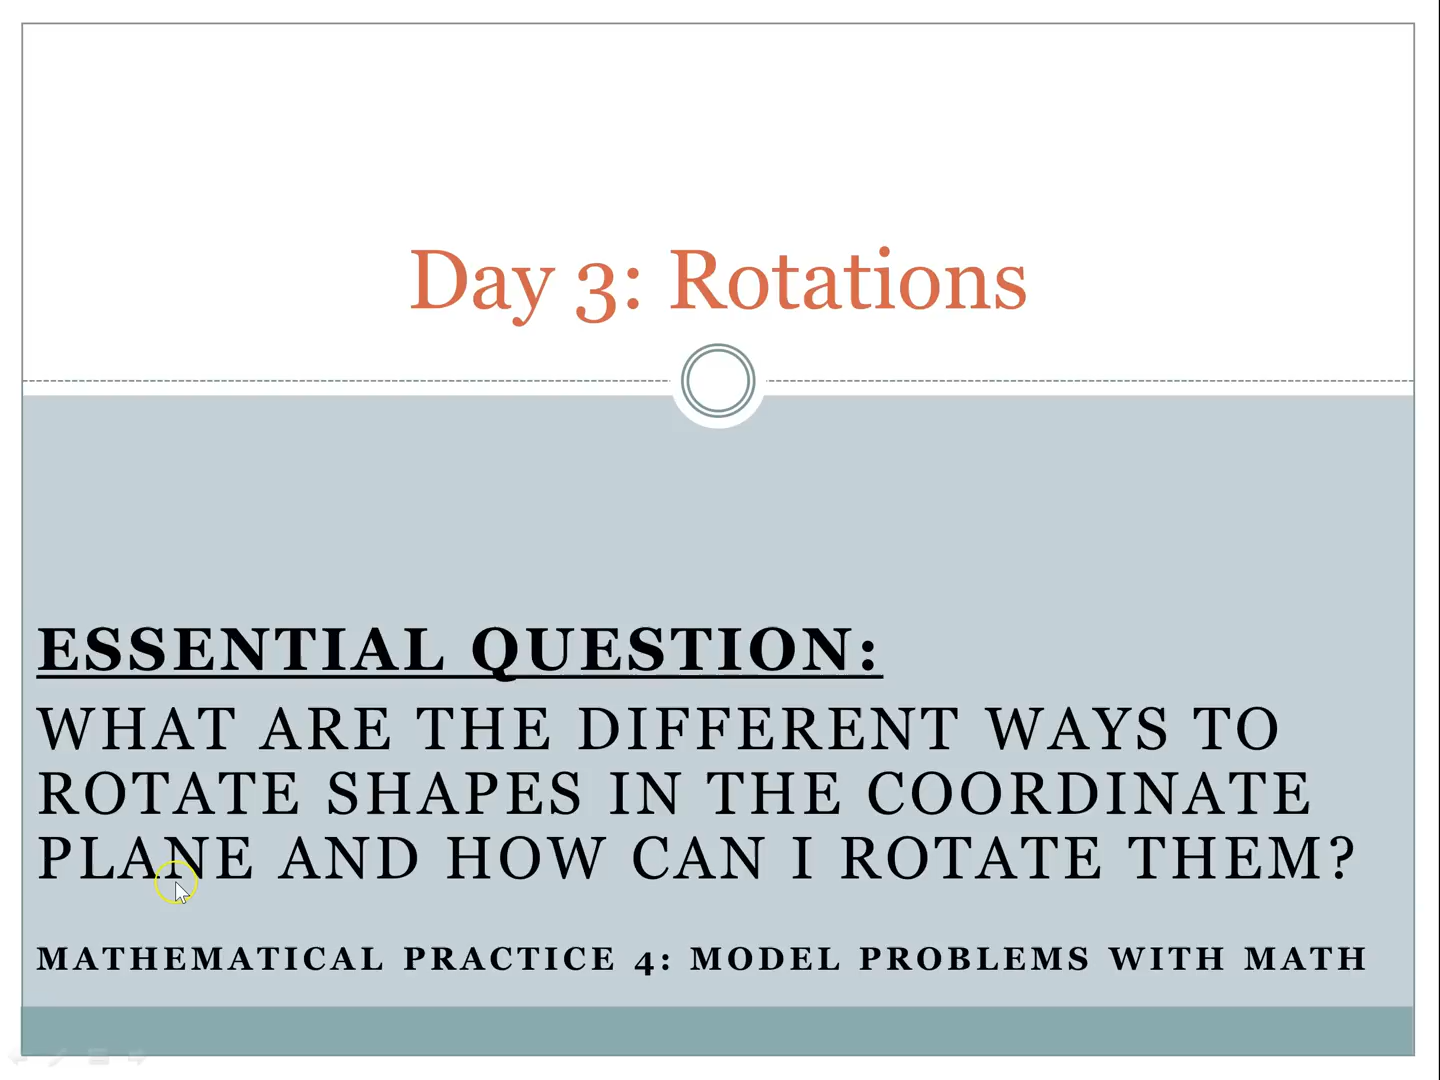 Day 3: Rotations
ESSENTIAL QUESTION:
WHAT ARE THE DIFFERENT WAYS TO
ROTATE SHAPES IN THE COORDINATE
PLANE AND HOW CAN I ROTATE THEM?
MATHEMATICAL PRACTICE 4: MODEL PROBLEMS WITH MATH